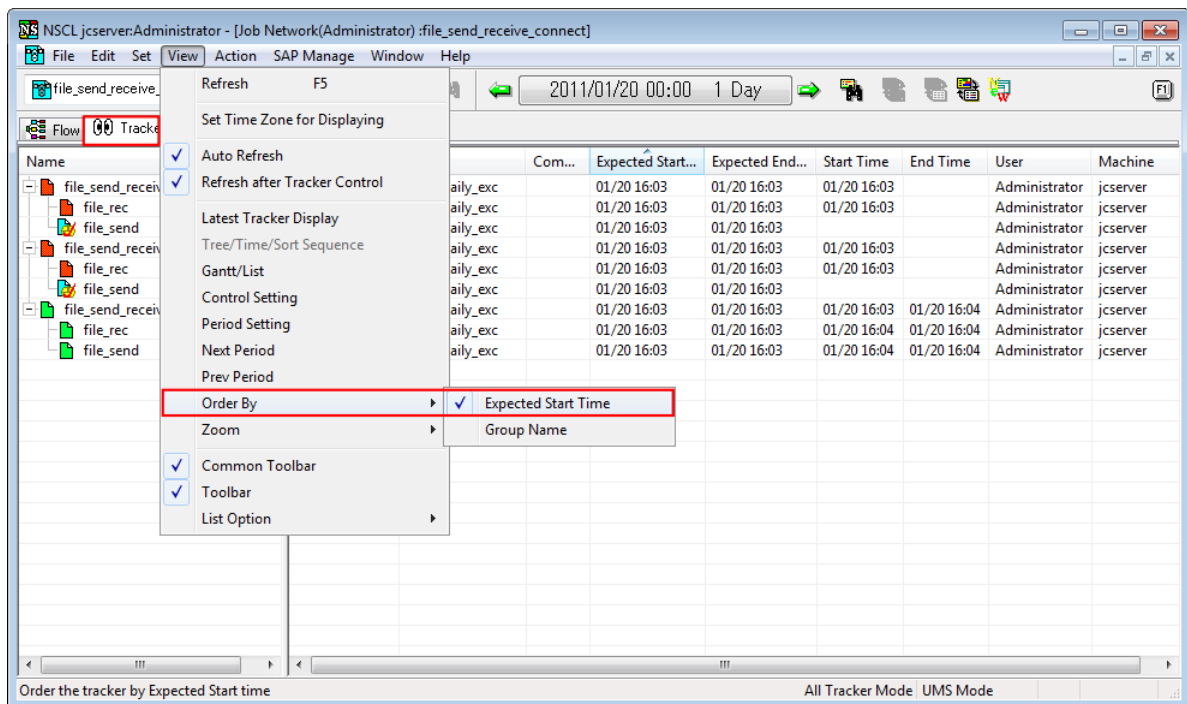 NSCL jcserver:Administrator - [Job Network(Administrator) :file_send_receive_connect]
File Edit Set View Action SAP Manage Window Help
file_send_receive_ 2011/01/20 00:00 1 Day F1
Flow Tracke
Refresh F5
Set Time Zone for Displaying
Auto Refresh
Refresh after Tracker Control
Latest Tracker Display
Tree/Time/Sort Sequence
Gantt/List
Control Setting
Period Setting
Next Period
Prev Period
Order By
Zoom
Common Toolbar
Toolbar
List Option
Expected Start Time
Group Name
Name Com... Expected Start... Expected End... Start Time End Time User Machine
file_send_receiv aily_exc 01/20 16:03 01/20 16:03 01/20 16:03 Administrator jcserver
file_rec aily_exc 01/20 16:03 01/20 16:03 01/20 16:03 Administrator jcserver
file_send aily_exc 01/20 16:03 01/20 16:03 Administrator jcserver
file_send_receiv aily_exc 01/20 16:03 01/20 16:03 01/20 16:03 Administrator jcserver
file_rec aily_exc 01/20 16:03 01/20 16:03 01/20 16:03 Administrator jcserver
file_send aily_exc 01/20 16:03 01/20 16:03 Administrator jcserver
file_send_receiv aily_exc 01/20 16:03 01/20 16:03 01/20 16:03 01/20 16:04 Administrator jcserver
file_rec aily_exc 01/20 16:03 01/20 16:03 01/20 16:04 01/20 16:04 Administrator jcserver
file_send aily_exc 01/20 16:03 01/20 16:03 01/20 16:04 01/20 16:04 Administrator jcserver
Order the tracker by Expected Start time All Tracker Mode UMS Mode